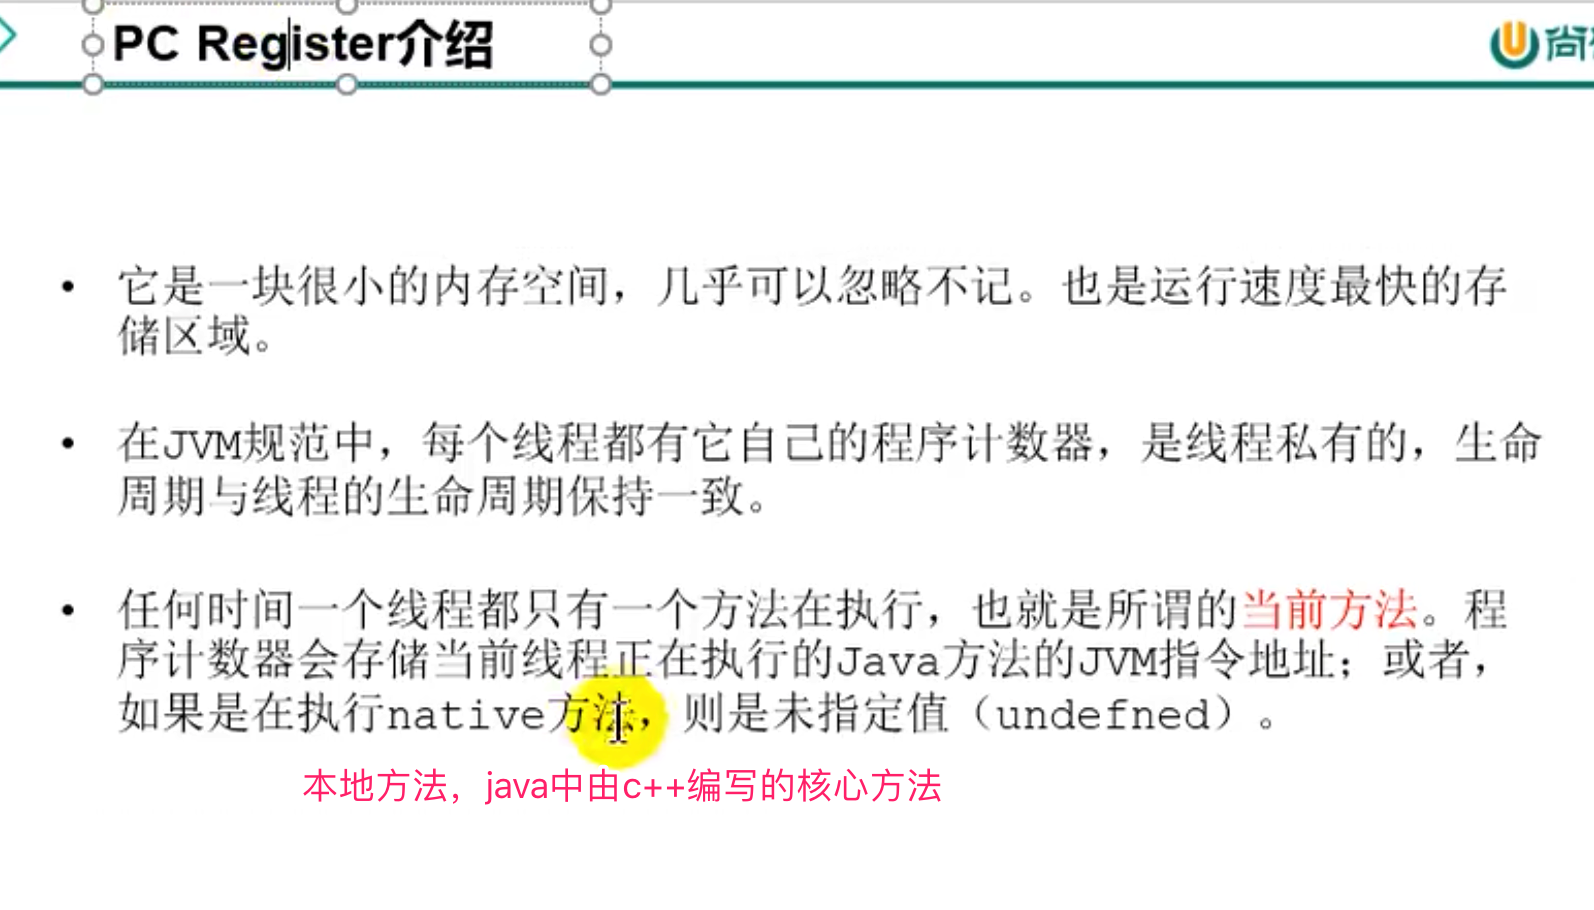 PC Register介绍
尚
它是一块很小的内存空间，几乎可以忽略不记。也是运行速度最快的存
储区域。
在JVM规范中，每个线程都有它自己的程序计数器，是线程私有的，生命
周期与线程的生命周期保持一致。
任何时间一个线程都只有一个方法在执行，也就是所谓的当前方法。程
序计数器会存储当前线程正在执行的Java方法的JVM指令地址；或者，
如果是在执行native方法，则是未指定值（undefned）。
本地方法，java中由c++编写的核心方法